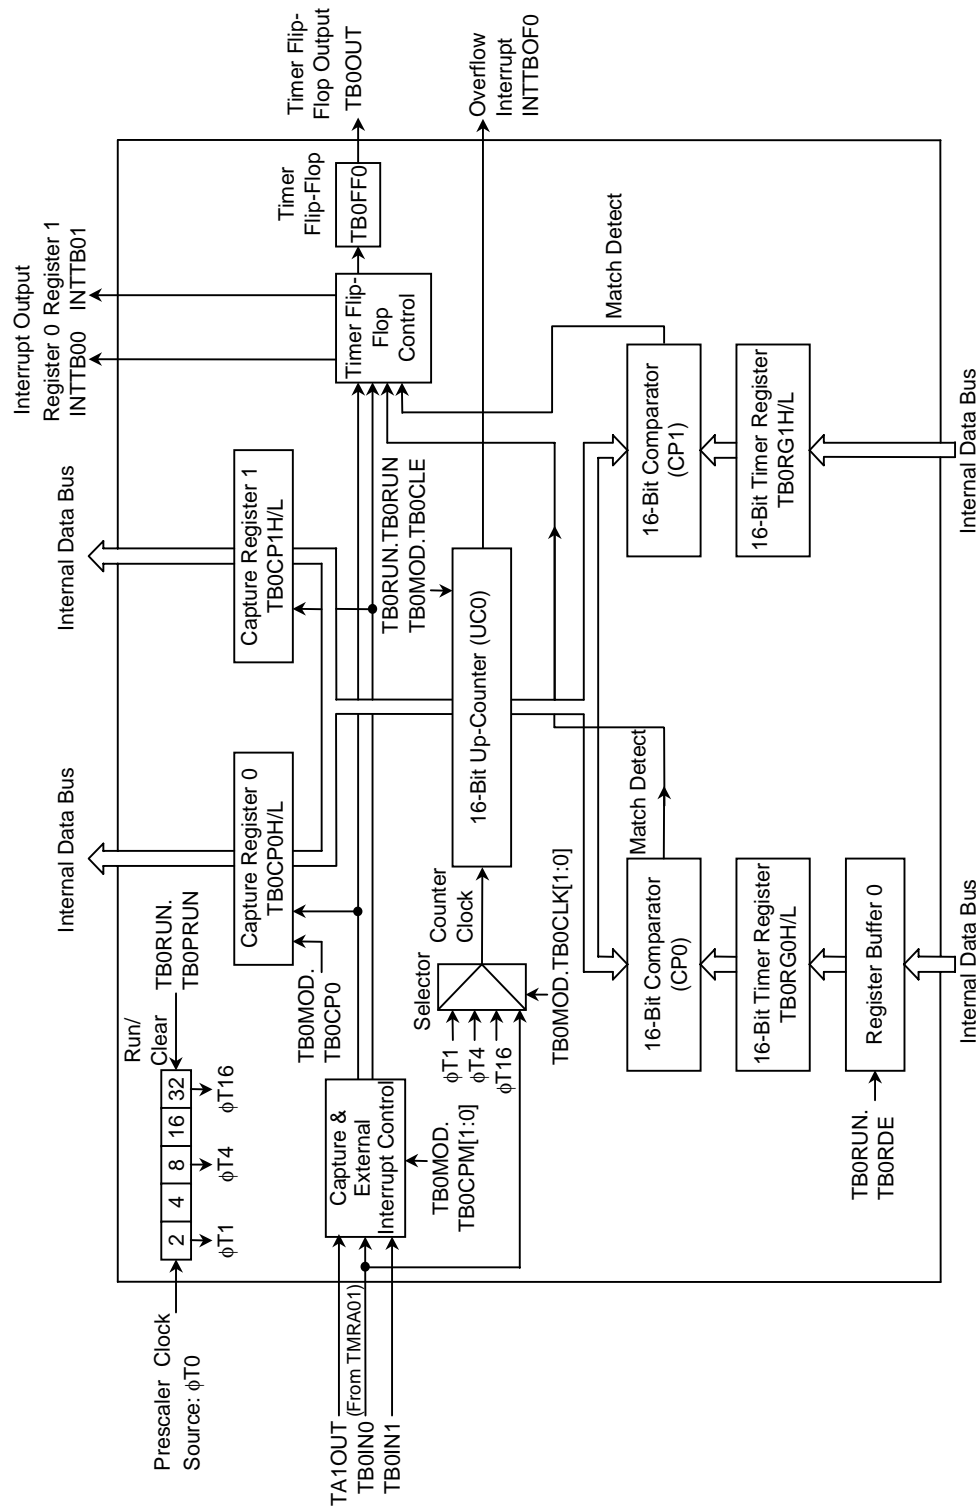 Prescaler Clock
Source: ϕT0
2 4 8 16 32
ϕT1
ϕT4
ϕT16
Run/
Clear
TB0RUN.
TB0PRUN
Internal Data Bus
Internal Data Bus
Interrupt Output
Register 0 Register 1
INTTB00 INTTB01
TA1OUT
(From TMRA01)
TB0IN0
TB0IN1
Capture &
External
Interrupt Control
TB0MOD.
TB0CPM[1:0]
TB0MOD.
TB0CP0
Capture Register 0
TB0CP0H/L
Capture Register 1
TB0CP1H/L
Timer Flip-
Flop
Control
Timer
Flip-Flop
TB0FF0
Timer Flip-
Flop Output
TB0OUT
Selector
ϕT1
ϕT4
ϕT16
Counter
Clock
TB0MOD.TB0CLK[1:0]
TB0RUN.TB0RUN
TB0MOD.TB0CLE
16-Bit Up-Counter (UC0)
Overflow
Interrupt
INTTBOF0
Match Detect
Match Detect
16-Bit Comparator
(CP0)
16-Bit Comparator
(CP1)
16-Bit Timer Register
TB0RG0H/L
16-Bit Timer Register
TB0RG1H/L
TB0RUN.
TB0RDE
Register Buffer 0
Internal Data Bus
Internal Data Bus